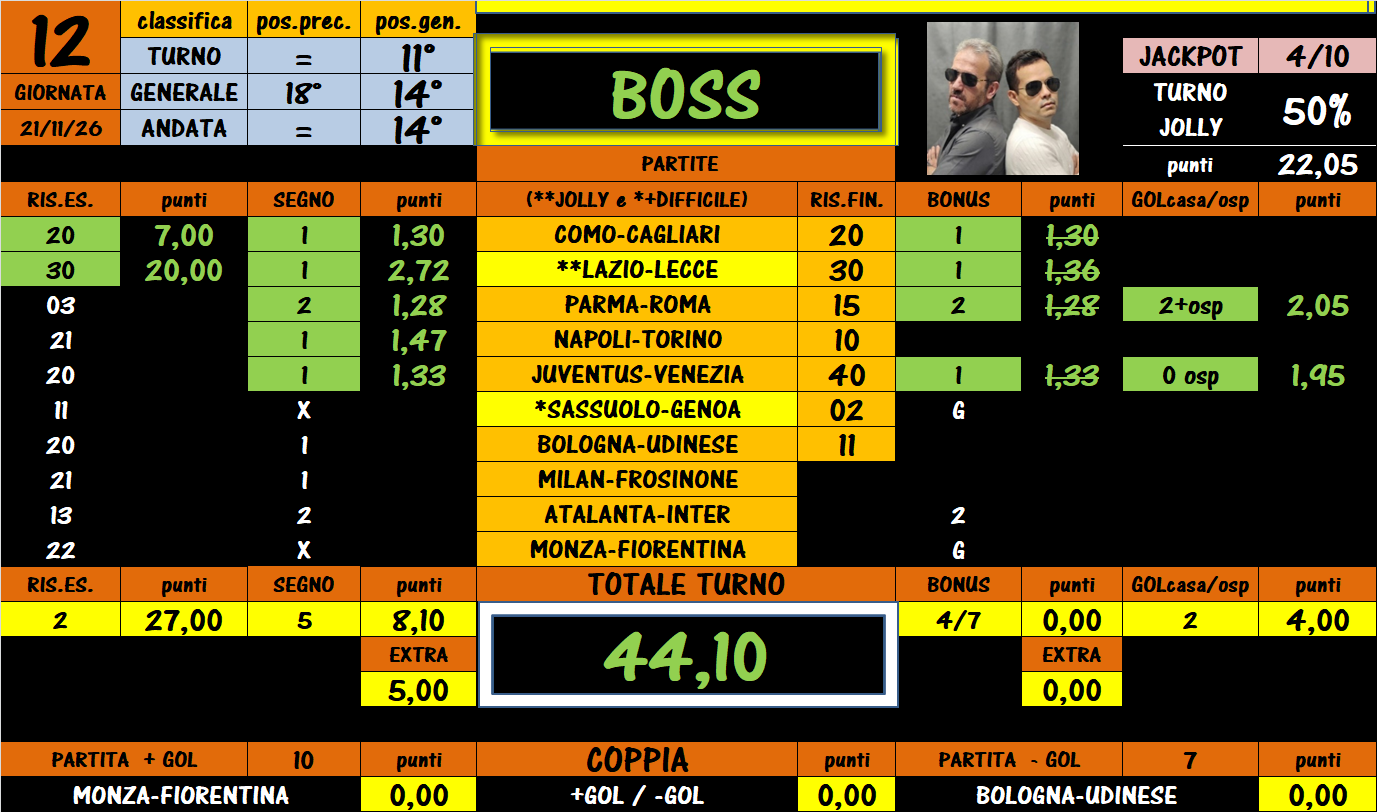 12 classifica pos.prec. pos.gen.
TURNO = 11°
GIORNATA GENERALE 18° 14°
21/11/26 ANDATA = 14°
BOSS
JACKPOT 4/10
TURNO JOLLY 50%
punti 22,05
PARTITE
RIS.ES. punti SEGNO punti (**JOLLY e *+DIFFICILE) RIS.FIN. BONUS punti GOLcasa/osp punti
20 7,00 1 1,30 COMO-CAGLIARI 20 1 1,30
30 20,00 1 2,72 **LAZIO-LECCE 30 1 1,36
03 2 1,28 PARMA-ROMA 15 2 1,28 2+osp 2,05
21 1 1,47 NAPOLI-TORINO 10
20 1 1,33 JUVENTUS-VENEZIA 40 1 1,33 0 osp 1,95
11 X *SASSUOLO-GENOA 02 G
20 1 BOLOGNA-UDINESE 11
21 1 MILAN-FROSINONE
13 2 ATALANTA-INTER 2
22 X MONZA-FIORENTINA G
RIS.ES. punti SEGNO punti TOTALE TURNO BONUS punti GOLcasa/osp punti
2 27,00 5 8,10 44,10 4/7 0,00 2 4,00
EXTRA EXTRA
5,00 0,00
PARTITA + GOL 10 punti COPPIA punti PARTITA - GOL 7 punti
MONZA-FIORENTINA 0,00 +GOL / -GOL 0,00 BOLOGNA-UDINESE 0,00